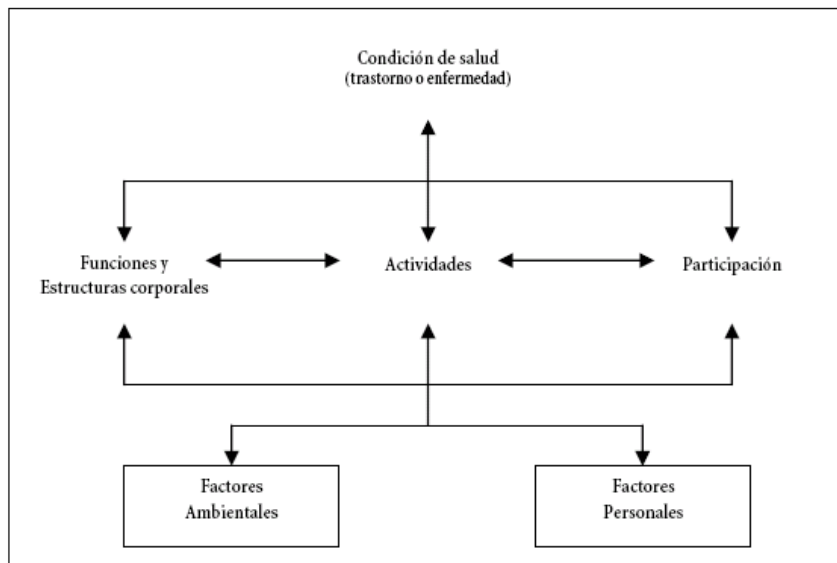 Condición de salud
(trastorno o enfermedad)
Funciones y
Estructuras corporales
Actividades
Participación
Factores
Ambientales
Factores
Personales